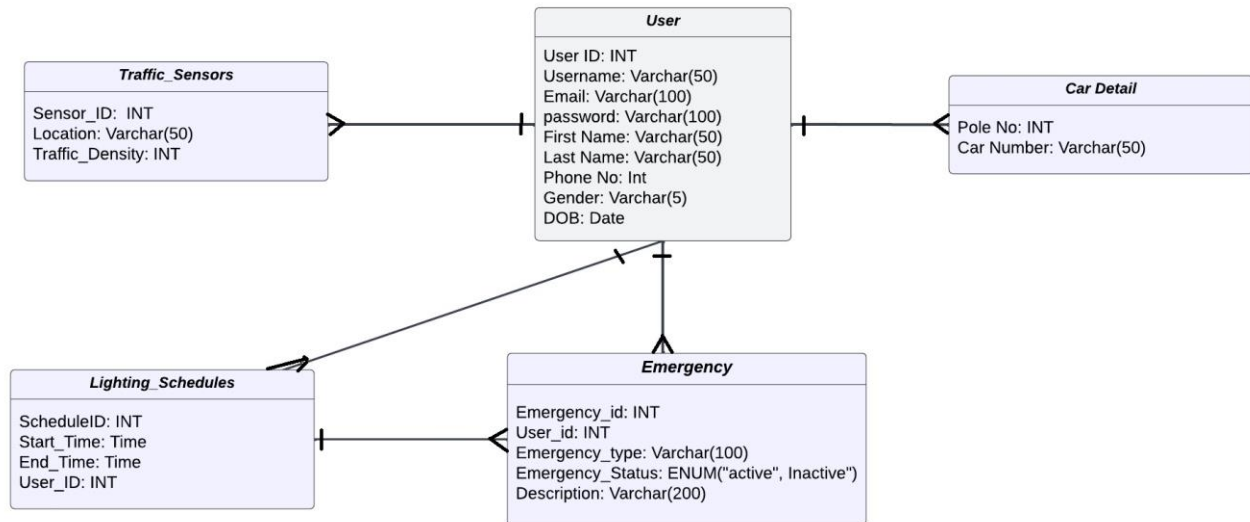 User
User ID: INT
Username: Varchar(50)
Email: Varchar(100)
password: Varchar(100)
First Name: Varchar(50)
Last Name: Varchar(50)
Phone No: Int
Gender: Varchar(5)
DOB: Date
Traffic_Sensors
Sensor_ID: INT
Location: Varchar(50)
Traffic_Density: INT
Car Detail
Pole No: INT
Car Number: Varchar(50)
Lighting_Schedules
ScheduleID: INT
Start_Time: Time
End_Time: Time
User_ID: INT
Emergency
Emergency_id: INT
User_id: INT
Emergency_type: Varchar(100)
Emergency_Status: ENUM("active", Inactive")
Description: Varchar(200)